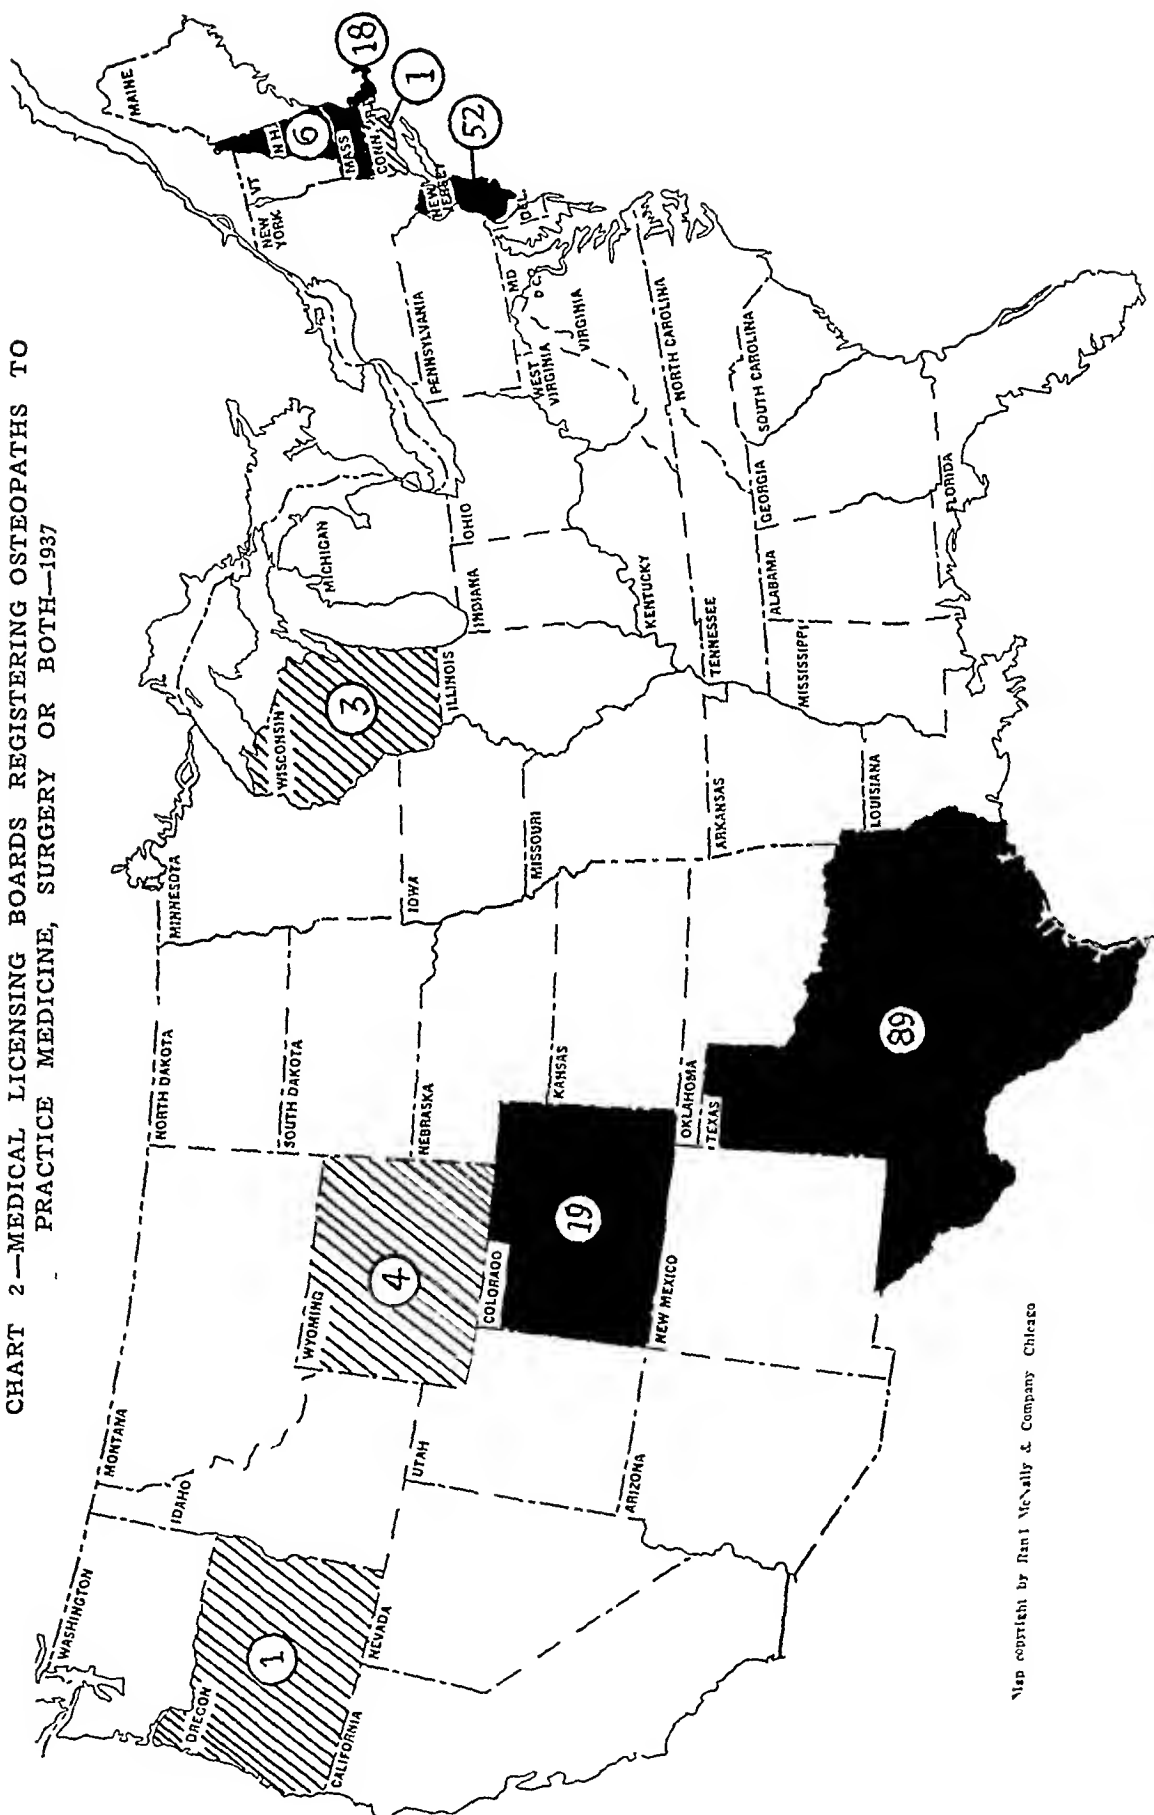 CHART 2—MEDICAL LICENSING BOARDS REGISTERING OSTEOPATHS TO
PRACTICE MEDICINE, SURGERY OR BOTH—1937
WASHINGTON
MONTANA
NORTH DAKOTA
MINNESOTA
MAINE
OREGON
1
IDAHO
WYOMING
4
SOUTH DAKOTA
WISCONSIN
3
MICHIGAN
NEW YORK
VT
N.H.
6
MASS
18
CONN.
1
CALIFORNIA
NEVADA
UTAH
COLORADO
19
NEBRASKA
IOWA
ILLINOIS
INDIANA
OHIO
PENNSYLVANIA
NEW JERSEY
52
DEL.
MD
D.C.
WEST VIRGINIA
VIRGINIA
KANSAS
MISSOURI
KENTUCKY
ARIZONA
NEW MEXICO
OKLAHOMA
TEXAS
89
ARKANSAS
TENNESSEE
NORTH CAROLINA
SOUTH CAROLINA
LOUISIANA
MISSISSIPPI
ALABAMA
GEORGIA
FLORIDA
Map copyright by Rand McNally & Company Chicago